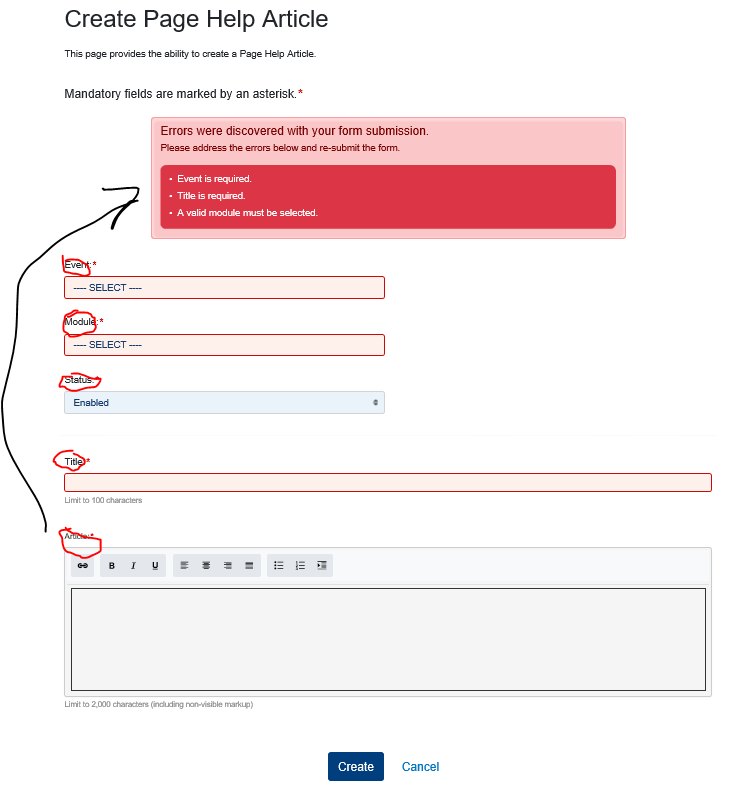 Create Page Help Article
This page provides the ability to create a Page Help Article.
Mandatory fields are marked by an asterisk.*
Errors were discovered with your form submission.
Please address the errors below and re-submit the form.
• Event is required.
• Title is required.
• A valid module must be selected.
Event:*
---- SELECT ----
Module:*
---- SELECT ----
Status:*
Enabled
Title:*
Limit to 100 characters
Article:*
B I U
Limit to 2,000 characters (including non-visible markup)
Create Cancel